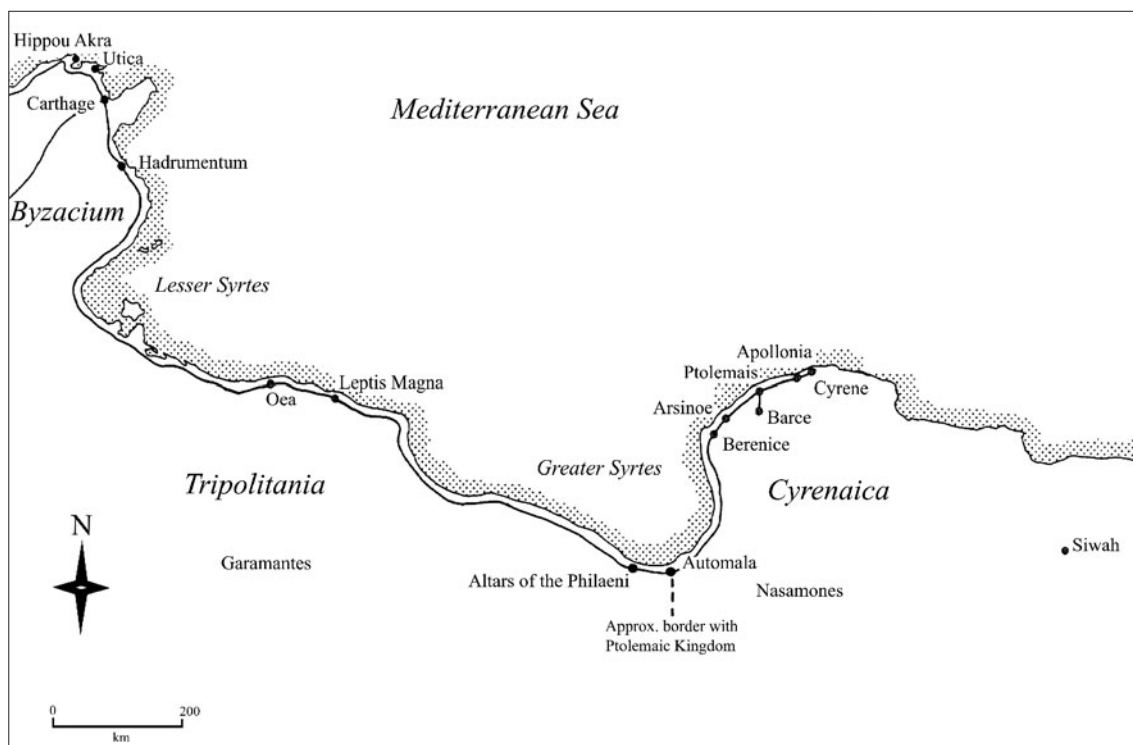 Hippou Akra
Utica
Carthage
Mediterranean Sea
Hadrumentum
Byzacium
Lesser Syrtes
Apollonia
Ptolemais
Cyrene
Leptis Magna
Oea
Arsinoe
Barce
Berenice
Greater Syrtes
Tripolitania
Cyrenaica
N
Siwah
Garamantes
Automala
Altars of the Philaeni
Nasamones
Approx. border with
Ptolemaic Kingdom
0 200
km